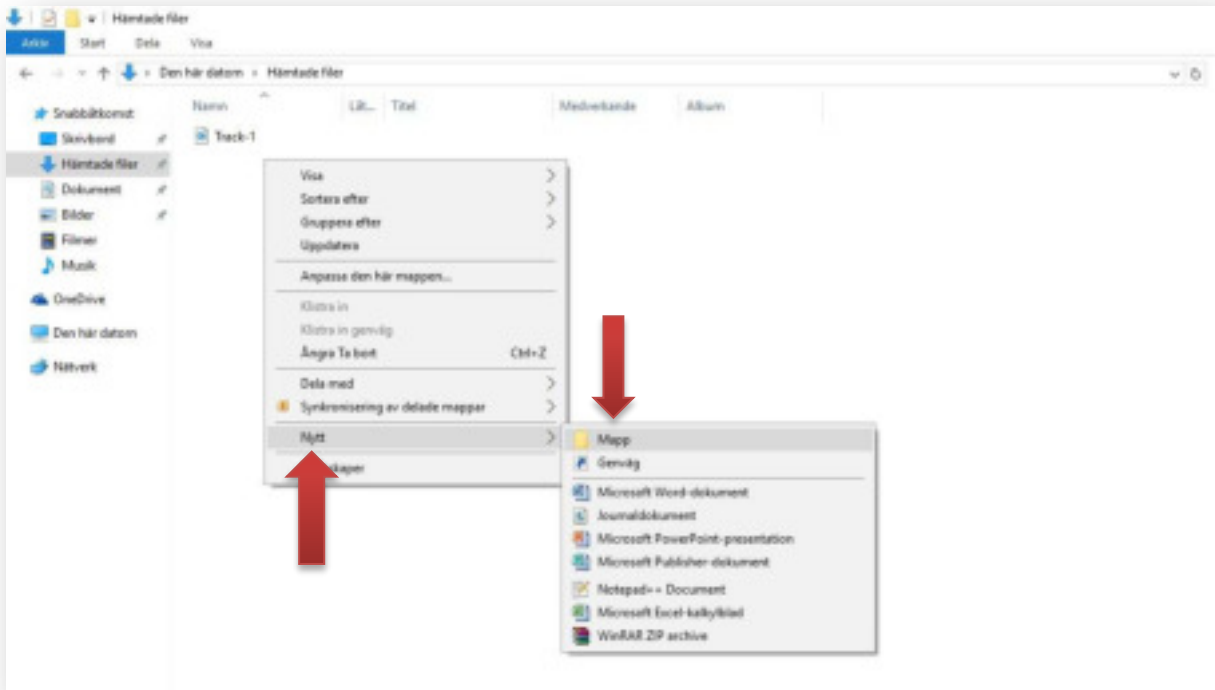 Hämtade filer
Arkiv Start Dela Visa
Den här datorn Hämtade filer
Namn Låt... Titel Medverkande Album
Snabbåtkomst
Skrivbord
Hämtade filer
Dokument
Bilder
Filmer
Musik
OneDrive
Den här datorn
Nätverk
Track-1
Visa
Sortera efter
Gruppera efter
Uppdatera
Anpassa den här mappen...
Klistra in
Klistra in genväg
Ångra Ta bort Ctrl+Z
Dela med
Synkronisering av delade mappar
Nytt
skaper
Mapp
Genväg
Microsoft Word-dokument
Journaldokument
Microsoft PowerPoint-presentation
Microsoft Publisher-dokument
Notepad++ Document
Microsoft Excel-kalkylblad
WinRAR ZIP archive